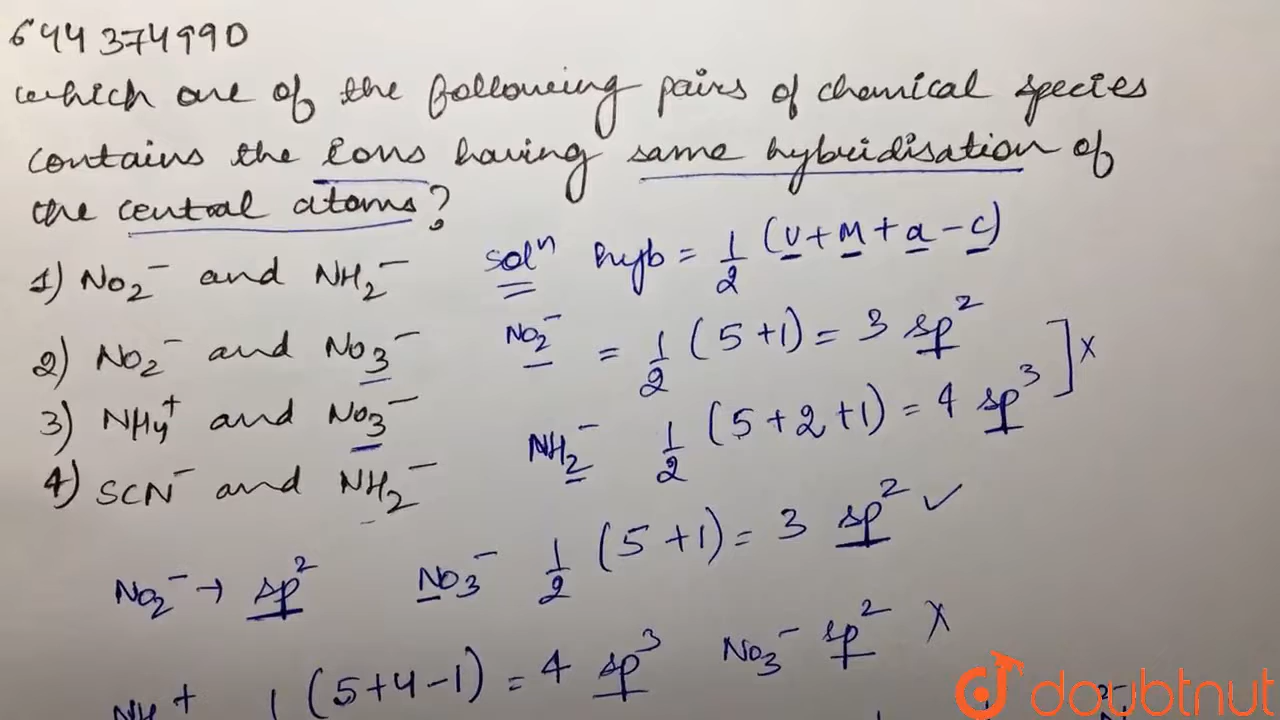 644374990
which one of the following pairs of chemical species
contains the ions having same hybridisation of
the central atoms?
1) NO2⁻ and NH2⁻
2) NO2⁻ and NO3⁻
3) NH4⁺ and NO3⁻
4) SCN⁻ and NH2⁻
solⁿ hyb = 1/2 (V+M+a-c)
NO2⁻ = 1/2 (5+1) = 3 sp²
NH2⁻ 1/2 (5+2+1) = 4 sp³ ] ×
NO2⁻ → sp² NO3⁻ 1/2 (5+1) = 3 sp² ✓
NH4⁺ 1 (5+4-1) = 4 sp³ NO3⁻ sp² ×
doubtnut